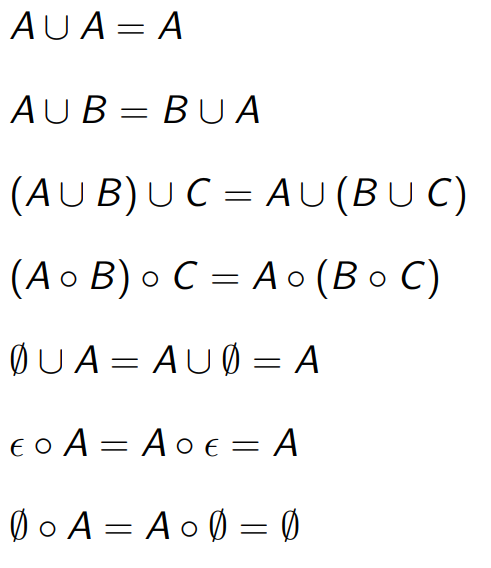 A ∪ A = A
A ∪ B = B ∪ A
(A ∪ B) ∪ C = A ∪ (B ∪ C)
(A ∘ B) ∘ C = A ∘ (B ∘ C)
∅ ∪ A = A ∪ ∅ = A
ϵ ∘ A = A ∘ ϵ = A
∅ ∘ A = A ∘ ∅ = ∅